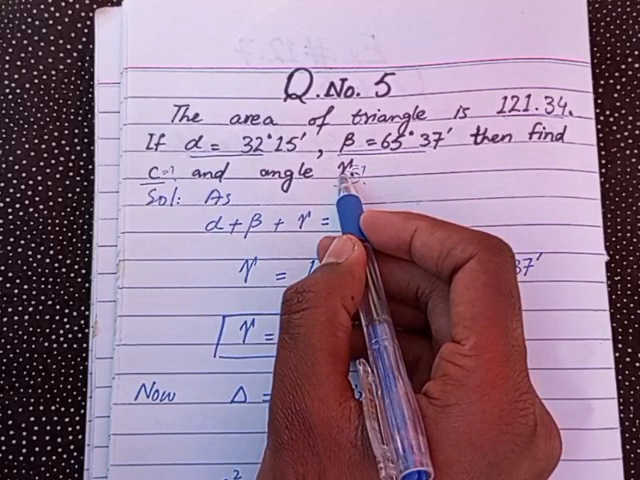 Q.No. 5
The area of triangle is 121.34.
If α = 32°15', β = 65°37' then find
c=? and angle γ=?
Sol: As
α + β + γ =
γ = 37'
γ =
Now Δ =